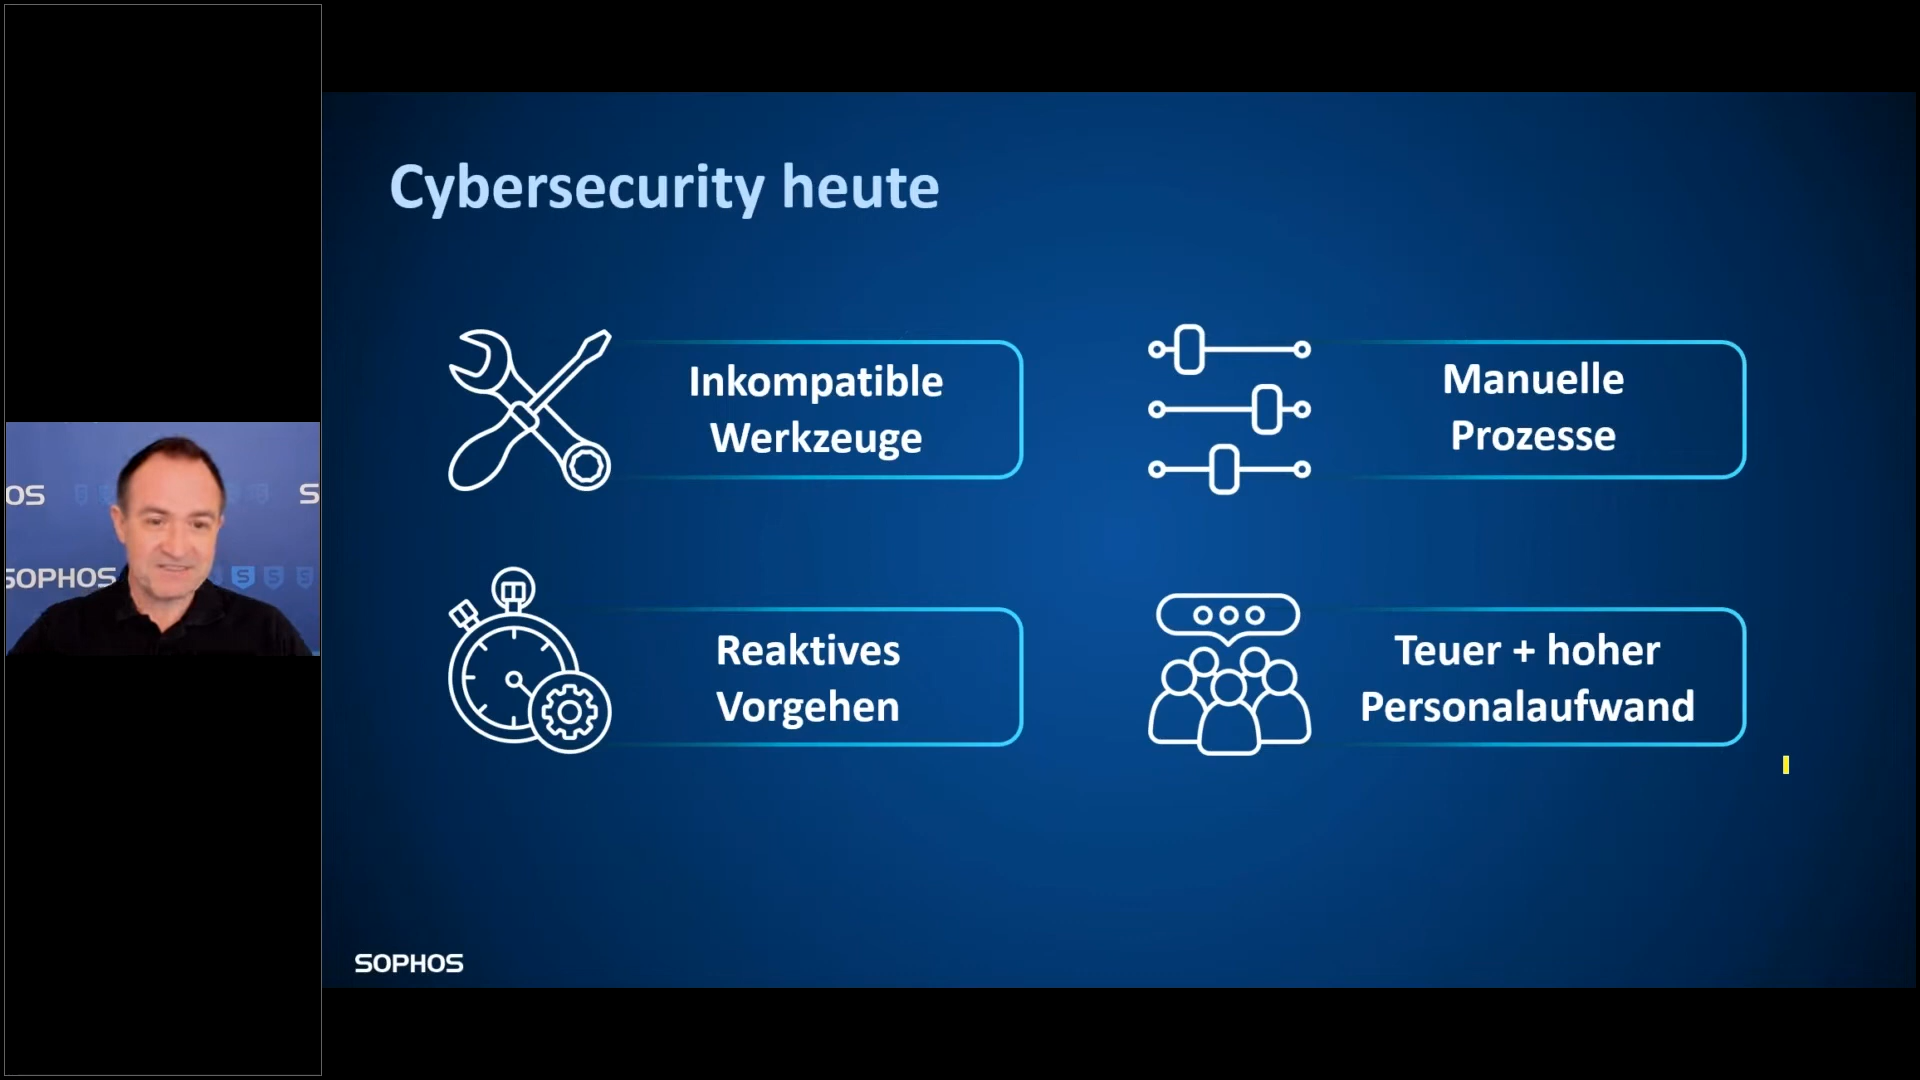 Cybersecurity heute
Inkompatible
Werkzeuge
Manuelle
Prozesse
Reaktives
Vorgehen
Teuer + hoher
Personalaufwand
SOPHOS
OS
S
SOPHOS